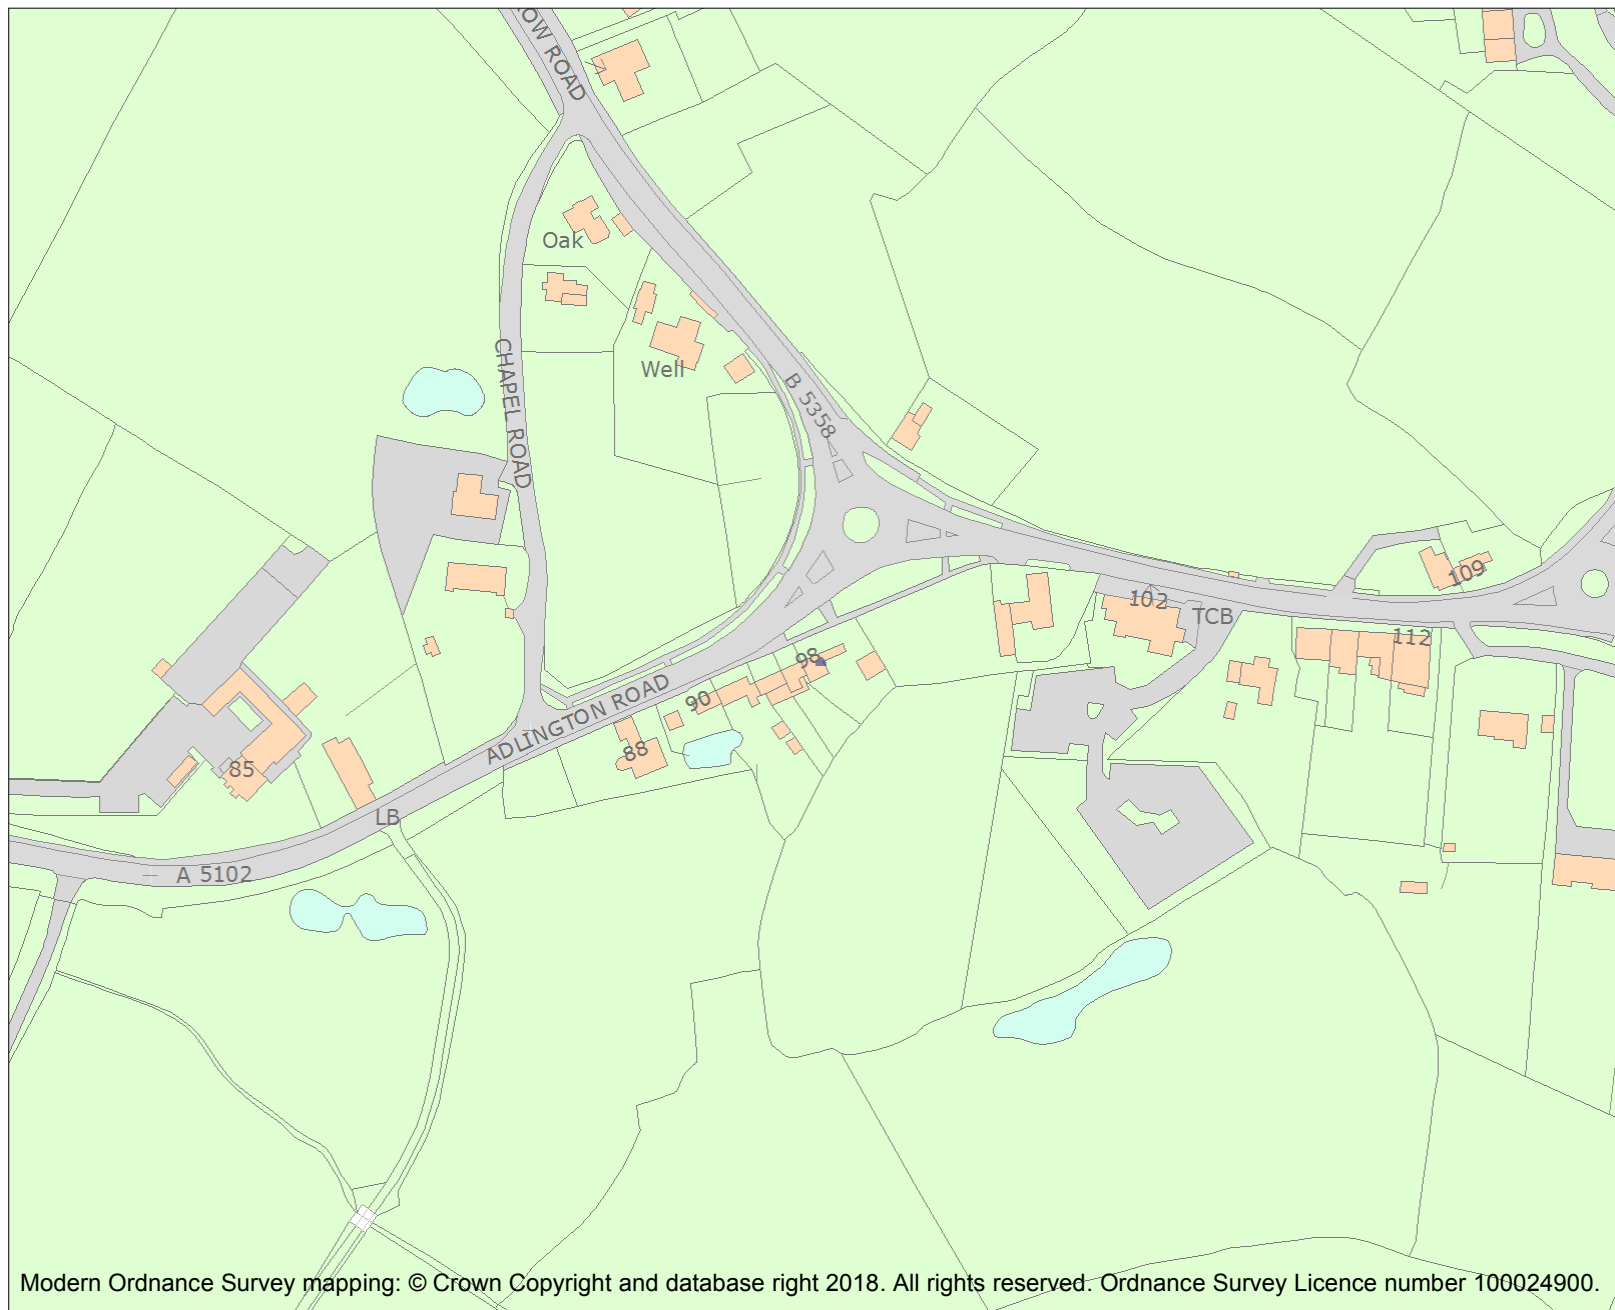 OW ROAD
Oak
CHAPEL ROAD
Well
B 5358
109
102
TCB
112
98
90
ADLINGTON ROAD
88
85
LB
A 5102
Modern Ordnance Survey mapping: © Crown Copyright and database right 2018. All rights reserved. Ordnance Survey Licence number 100024900.